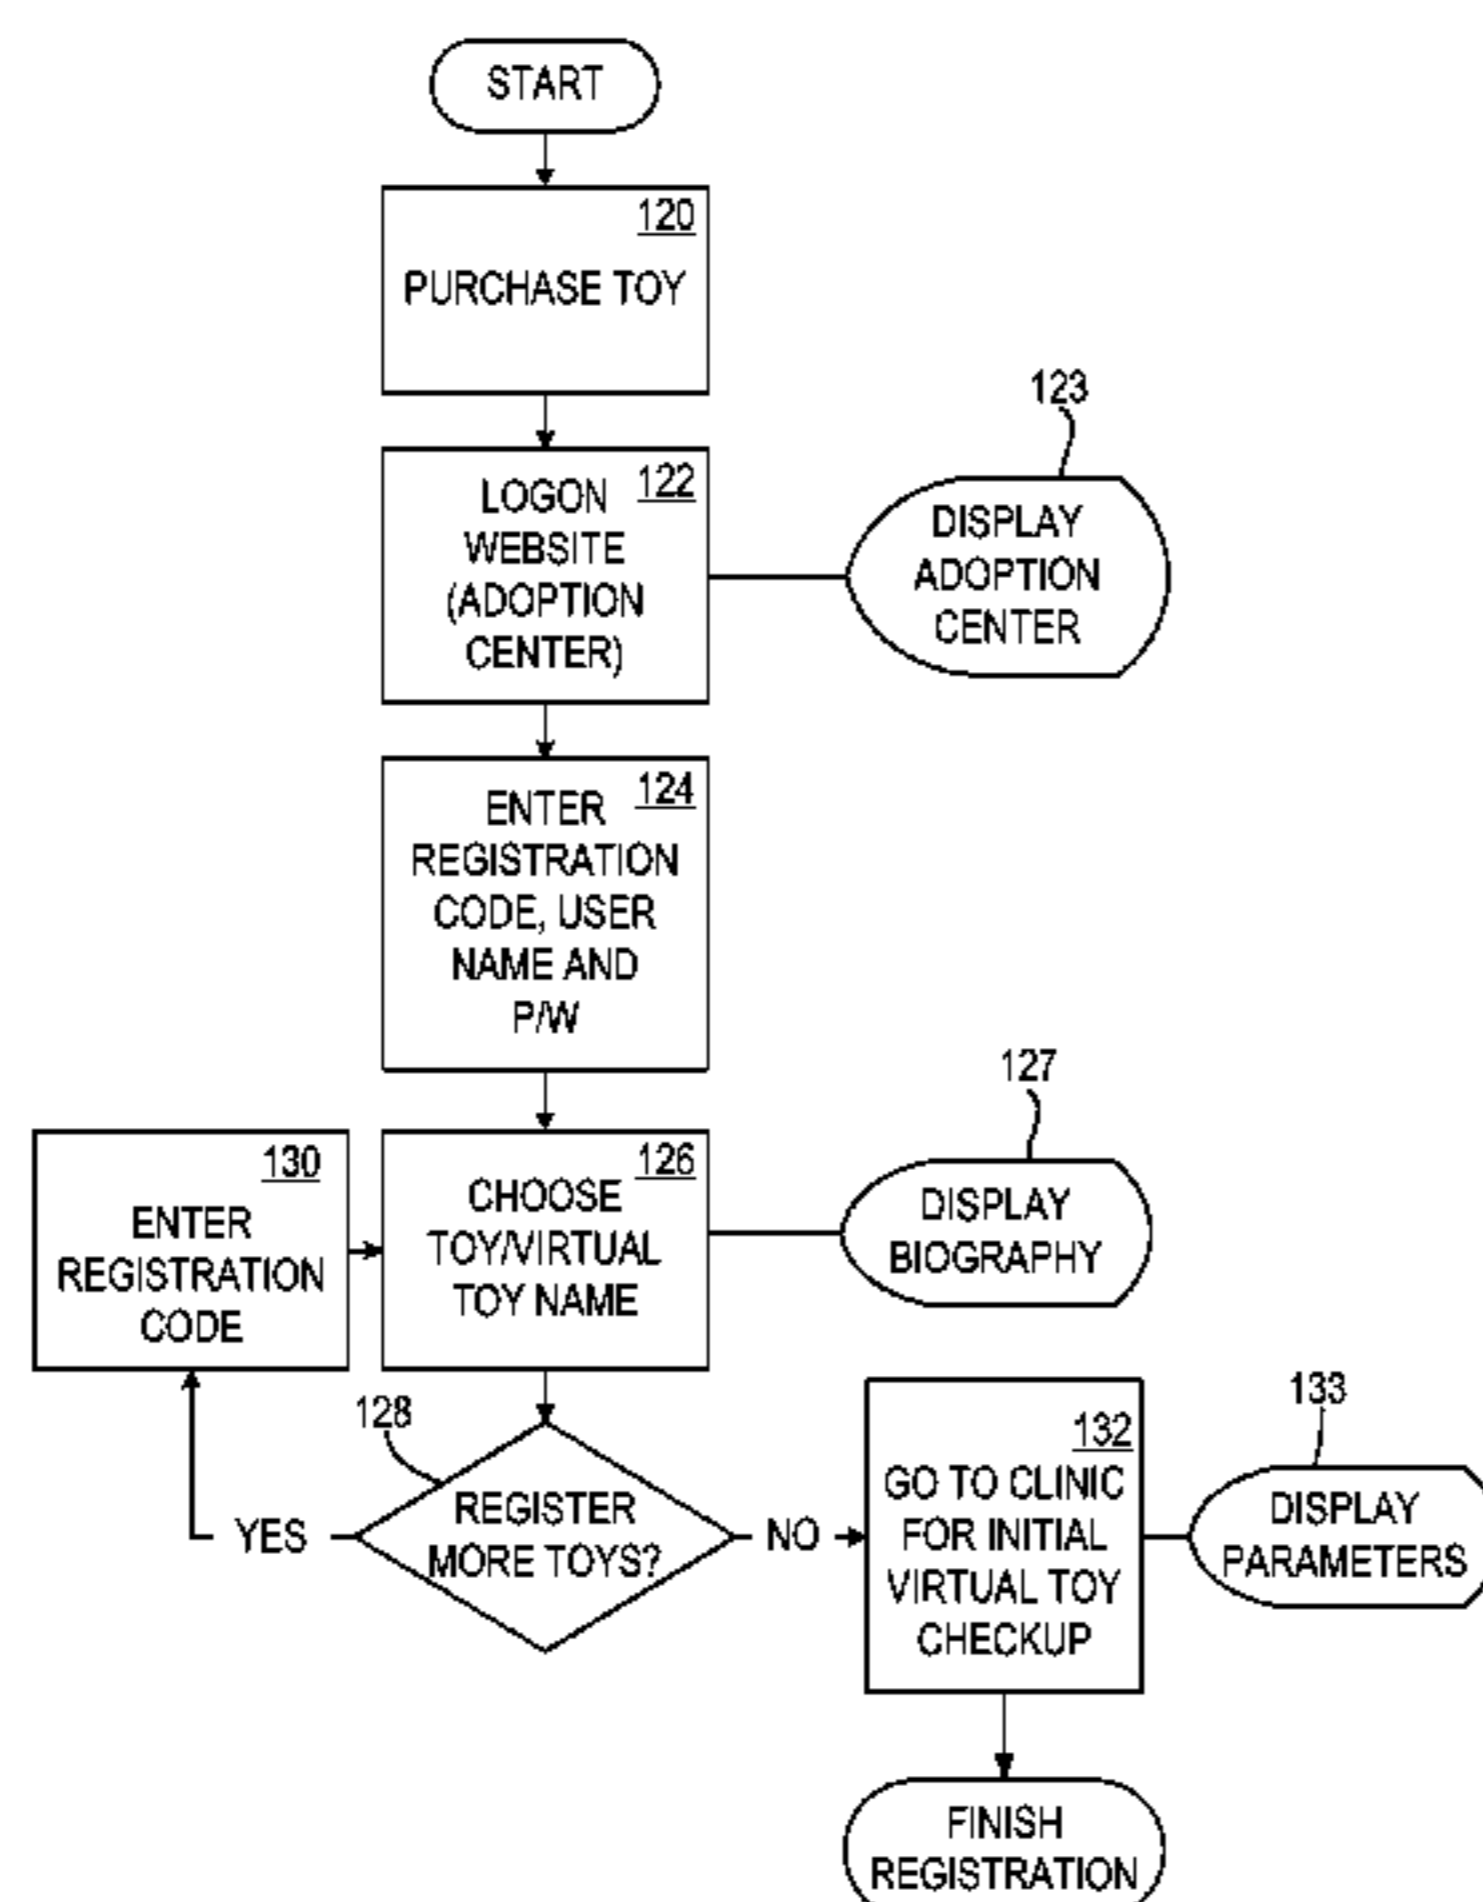 START
120
PURCHASE TOY
123
LOGON 122
WEBSITE
(ADOPTION
CENTER)
DISPLAY
ADOPTION
CENTER
ENTER 124
REGISTRATION
CODE, USER
NAME AND
P/W
127
130
ENTER
REGISTRATION
CODE
126
CHOOSE
TOY/VIRTUAL
TOY NAME
DISPLAY
BIOGRAPHY
128
REGISTER
MORE TOYS?
YES
NO
132
GO TO CLINIC
FOR INITIAL
VIRTUAL TOY
CHECKUP
133
DISPLAY
PARAMETERS
FINISH
REGISTRATION